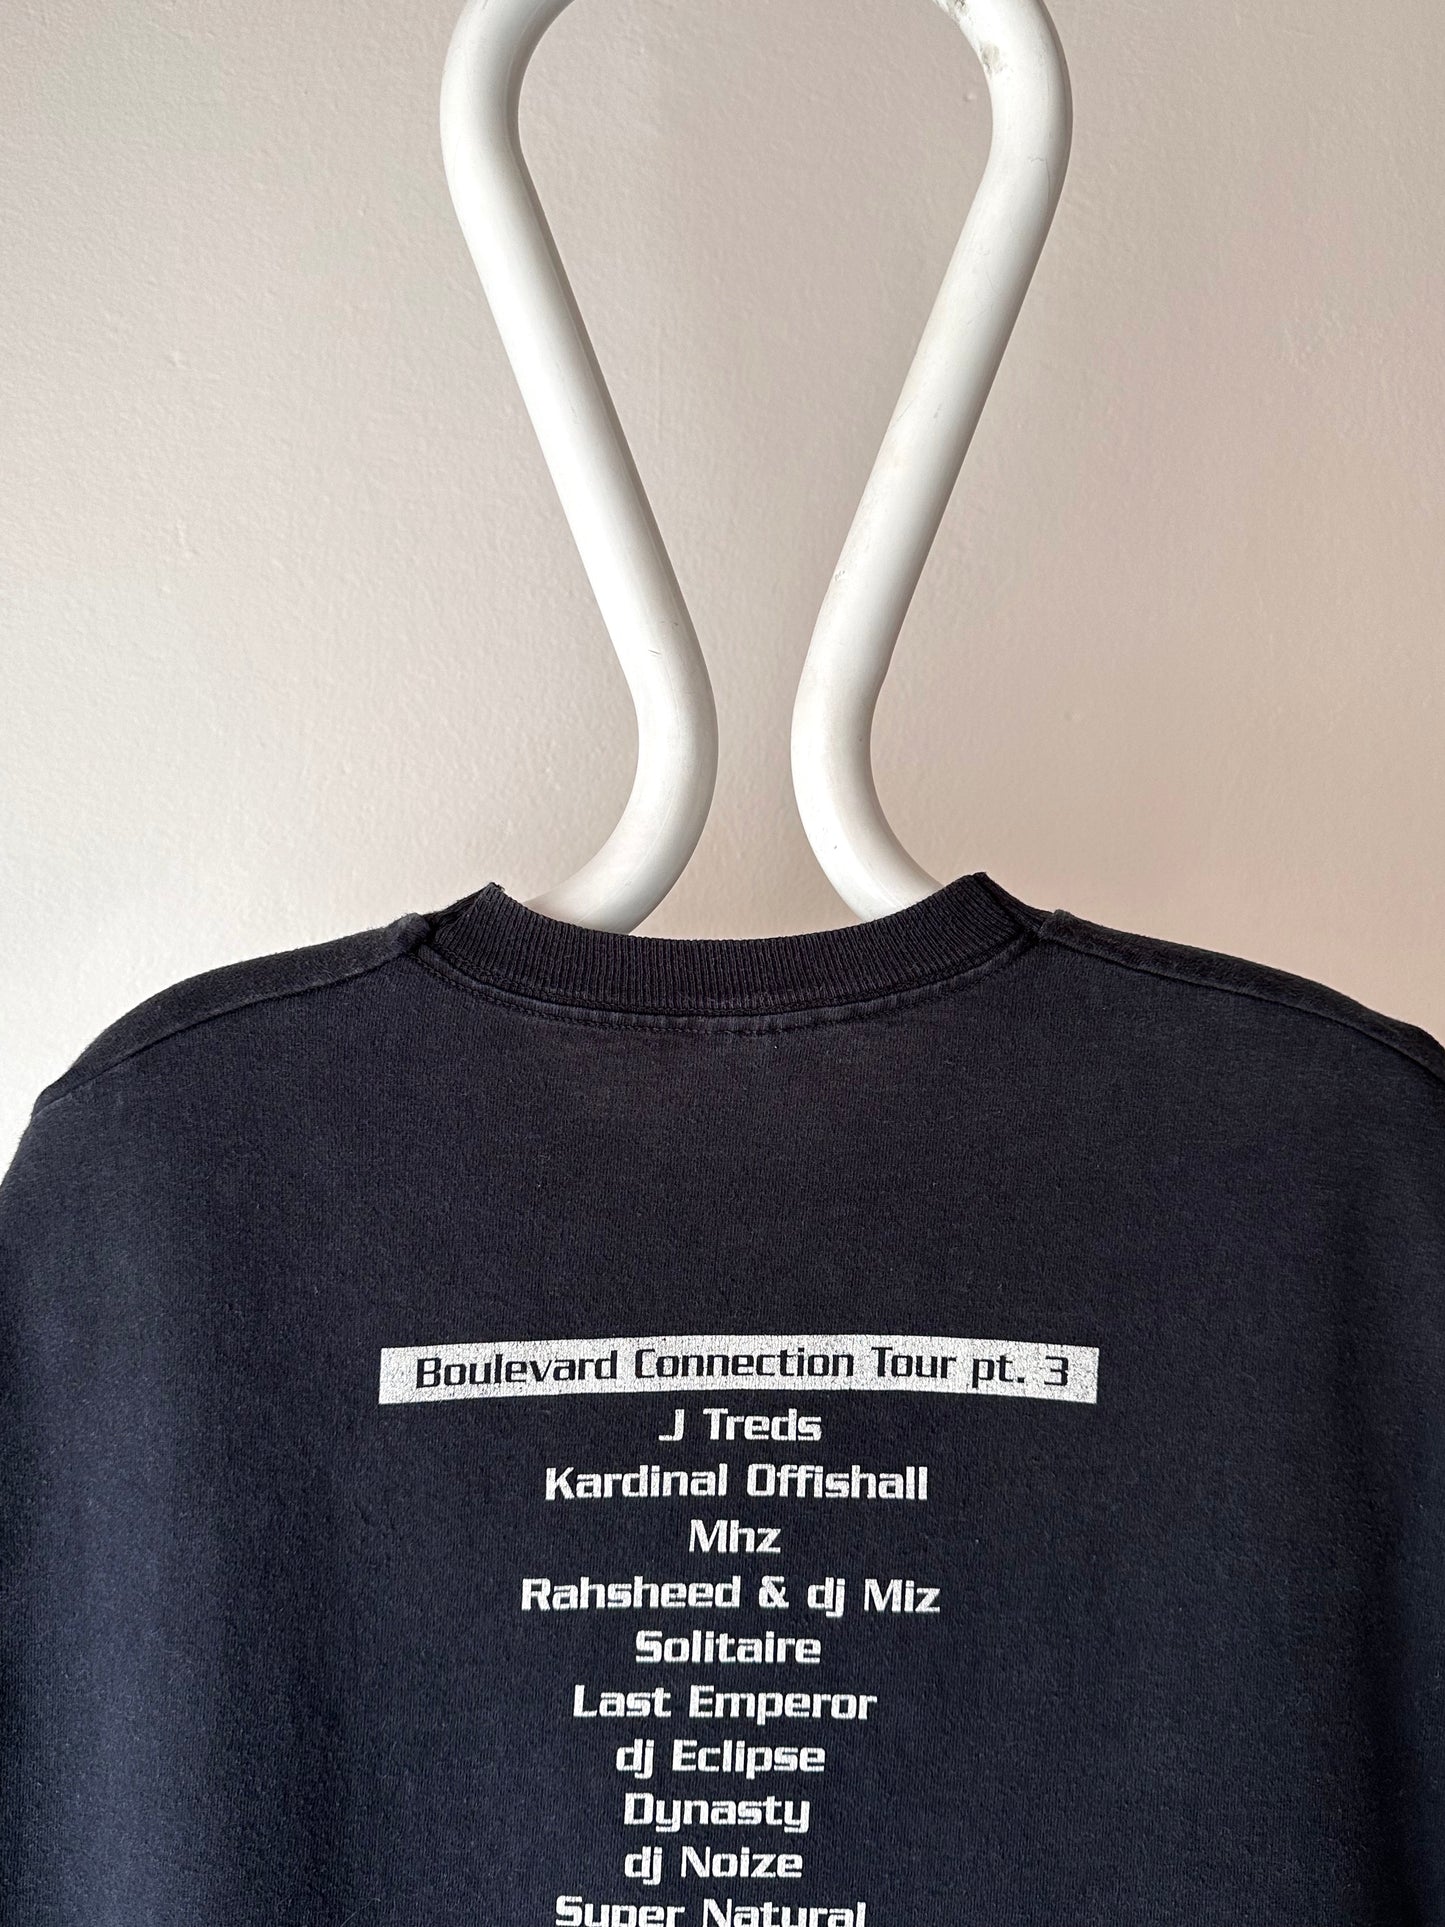 Boulevard Connection Tour pt. 3
J Treds
Kardinal Offishall
Mhz
Rahsheed & dj Miz
Solitaire
Last Emperor
dj Eclipse
Dynasty
dj Noize
Super Natural